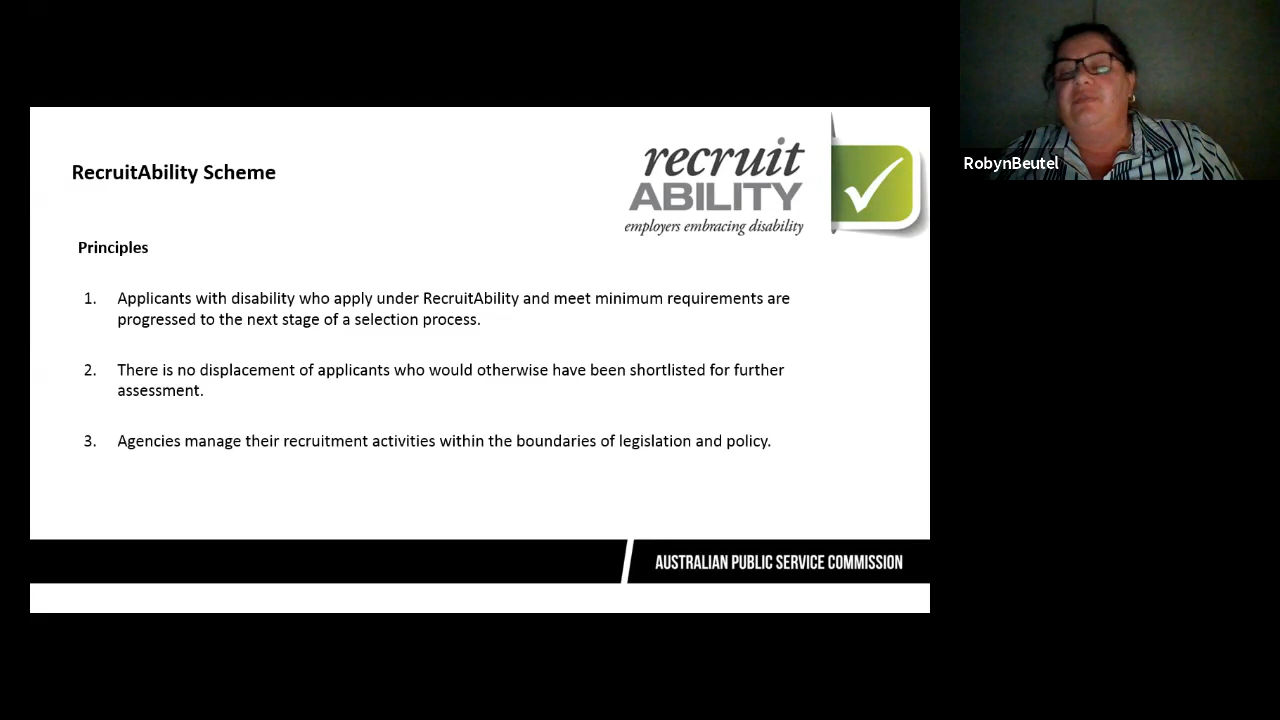 RecruitAbility Scheme
recruit
ABILITY
employers embracing disability
RobynBeutel
Principles
1. Applicants with disability who apply under RecruitAbility and meet minimum requirements are
progressed to the next stage of a selection process.
2. There is no displacement of applicants who would otherwise have been shortlisted for further
assessment.
3. Agencies manage their recruitment activities within the boundaries of legislation and policy.
AUSTRALIAN PUBLIC SERVICE COMMISSION